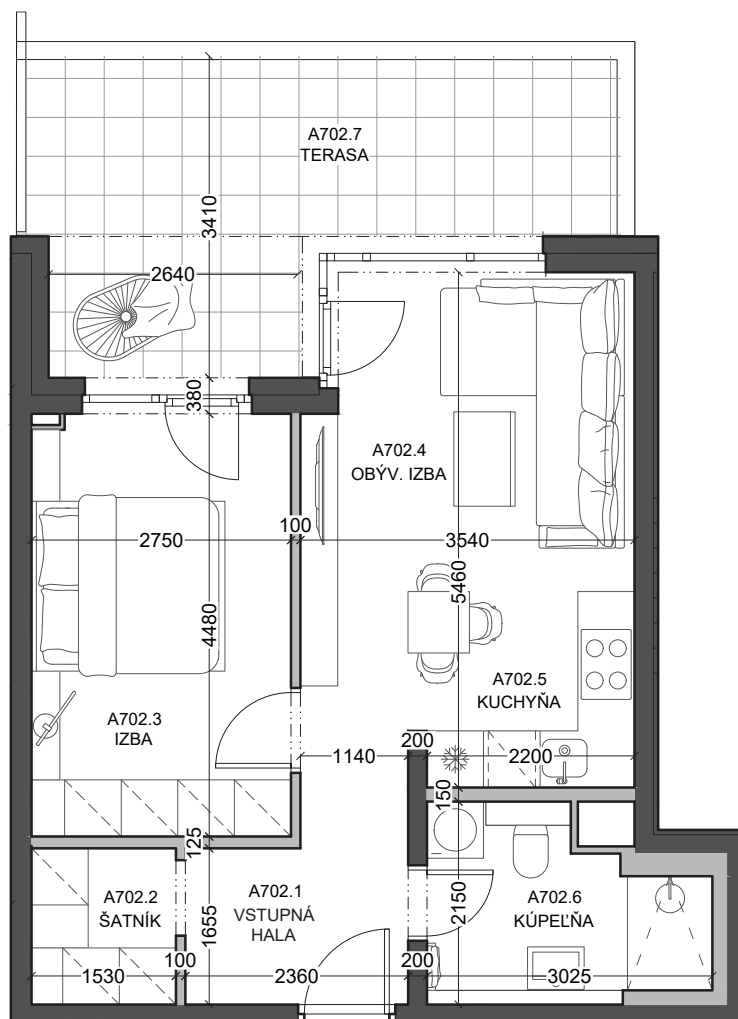 A702.7
TERASA
3410
2640
380
A702.4
OBÝV. IZBA
2750
100
3540
5460
4480
A702.5
KUCHYŇA
A702.3
IZBA
1140
200
2200
150
125
A702.2
ŠATNÍK
A702.1
VSTUPNÁ
HALA
1655
2150
A702.6
KÚPEĽŇA
1530
100
2360
200
3025